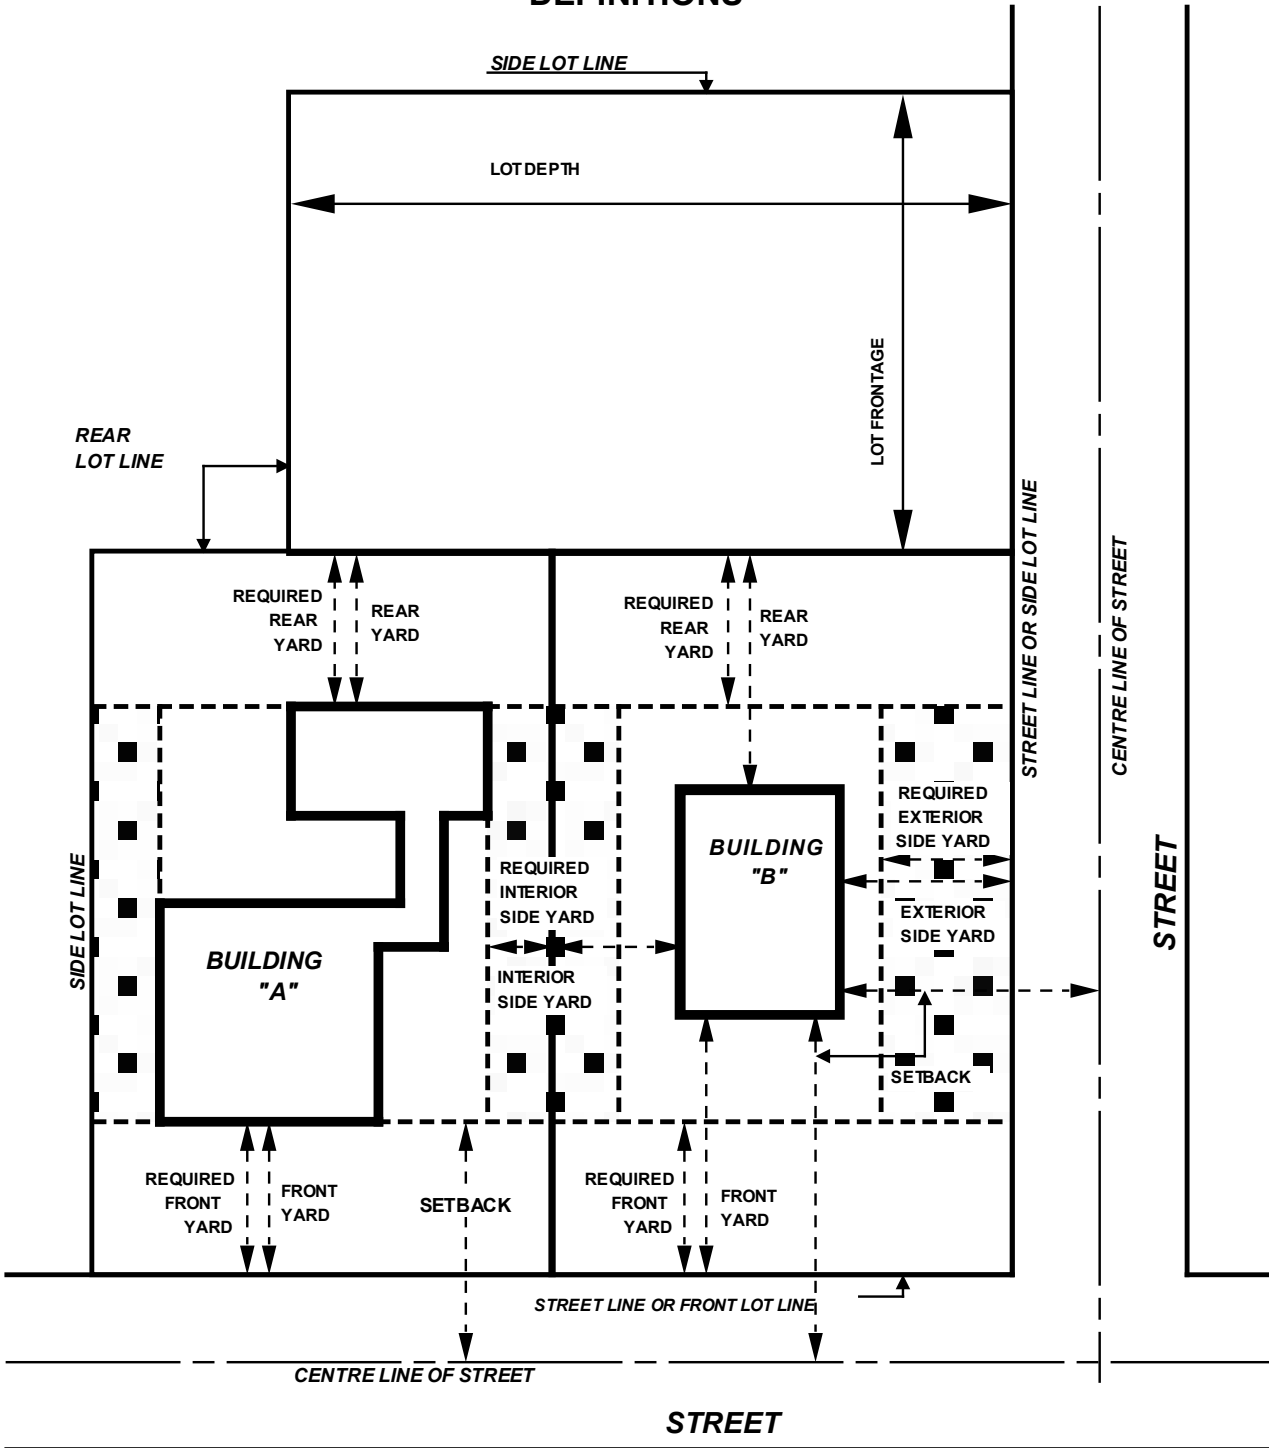 DEFINITIONS
SIDE LOT LINE
LOT DEPTH
LOT FRONTAGE
REAR
LOT LINE
STREET LINE OR SIDE LOT LINE
CENTRE LINE OF STREET
STREET
REQUIRED
REAR
YARD
REAR
YARD
REQUIRED
REAR
YARD
REAR
YARD
SIDE LOT LINE
BUILDING
"A"
REQUIRED
INTERIOR
SIDE YARD
INTERIOR
SIDE YARD
BUILDING
"B"
REQUIRED
EXTERIOR
SIDE YARD
EXTERIOR
SIDE YARD
SETBACK
REQUIRED
FRONT
YARD
FRONT
YARD
SETBACK
REQUIRED
FRONT
YARD
FRONT
YARD
STREET LINE OR FRONT LOT LINE
CENTRE LINE OF STREET
STREET